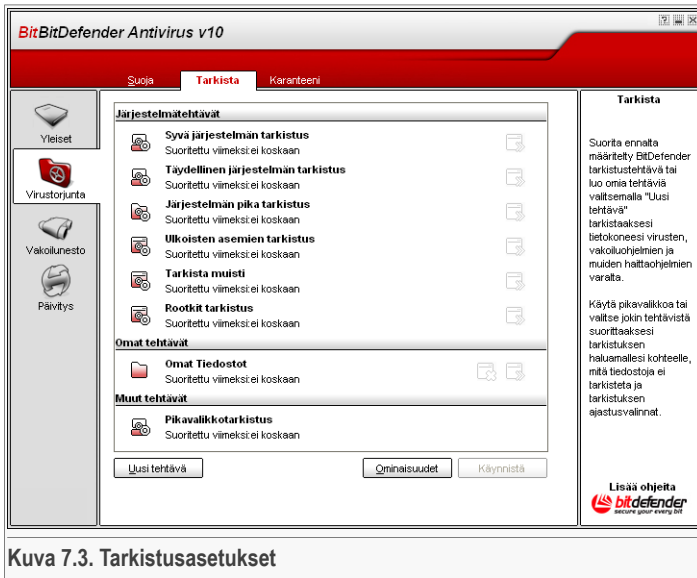 BitBitDefender Antivirus v10
Suoja
Tarkista
Karanteeni
Yleiset
Virustorjunta
Vakoilunesto
Päivitys
Järjestelmätehtävät
Syvä järjestelmän tarkistus
Suoritettu viimeksi:ei koskaan
Täydellinen järjestelmän tarkistus
Suoritettu viimeksi:ei koskaan
Järjestelmän pika tarkistus
Suoritettu viimeksi:ei koskaan
Ulkoisten asemien tarkistus
Suoritettu viimeksi:ei koskaan
Tarkista muisti
Suoritettu viimeksi:ei koskaan
Rootkit tarkistus
Suoritettu viimeksi:ei koskaan
Omat tehtävät
Omat Tiedostot
Suoritettu viimeksi:ei koskaan
Muut tehtävät
Pikavalikkotarkistus
Suoritettu viimeksi:ei koskaan
Uusi tehtävä
Ominaisuudet
Käynnistä
Tarkista
Suorita ennalta
määritelty BitDefender
tarkistustehtävä tai
luo omia tehtäviä
valitsemalla "Uusi
tehtävä"
tarkistaaksesi
tietokoneesi virusten,
vakoiluohjelmien ja
muiden haittaohjelmien
varalta.
Käytä pikavalikkoa tai
valitse jokin tehtävistä
suorittaaksesi
tarkistuksen
haluamallesi kohteelle,
mitä tiedostoja ei
tarkisteta ja
tarkistuksen
ajastusvalinnat.
Lisää ohjeita
bitdefender
secure your every bit
Kuva 7.3. Tarkistusasetukset